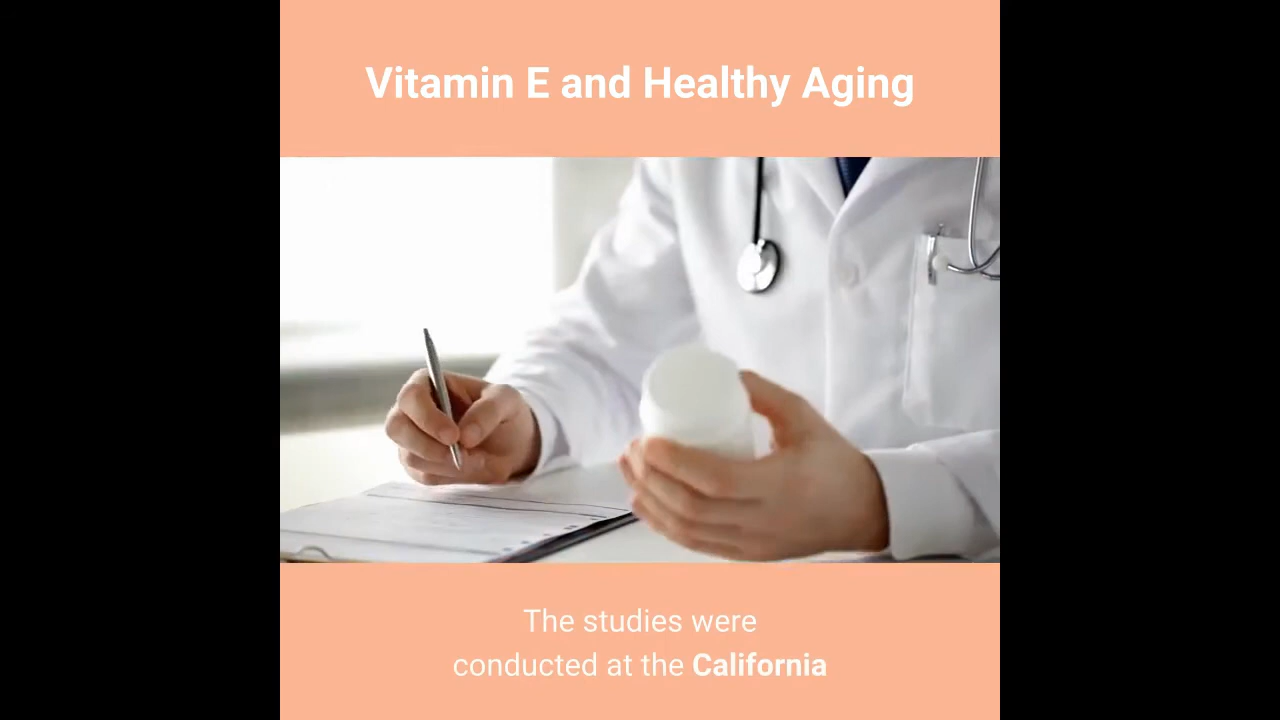 Vitamin E and Healthy Aging
The studies were
conducted at the California